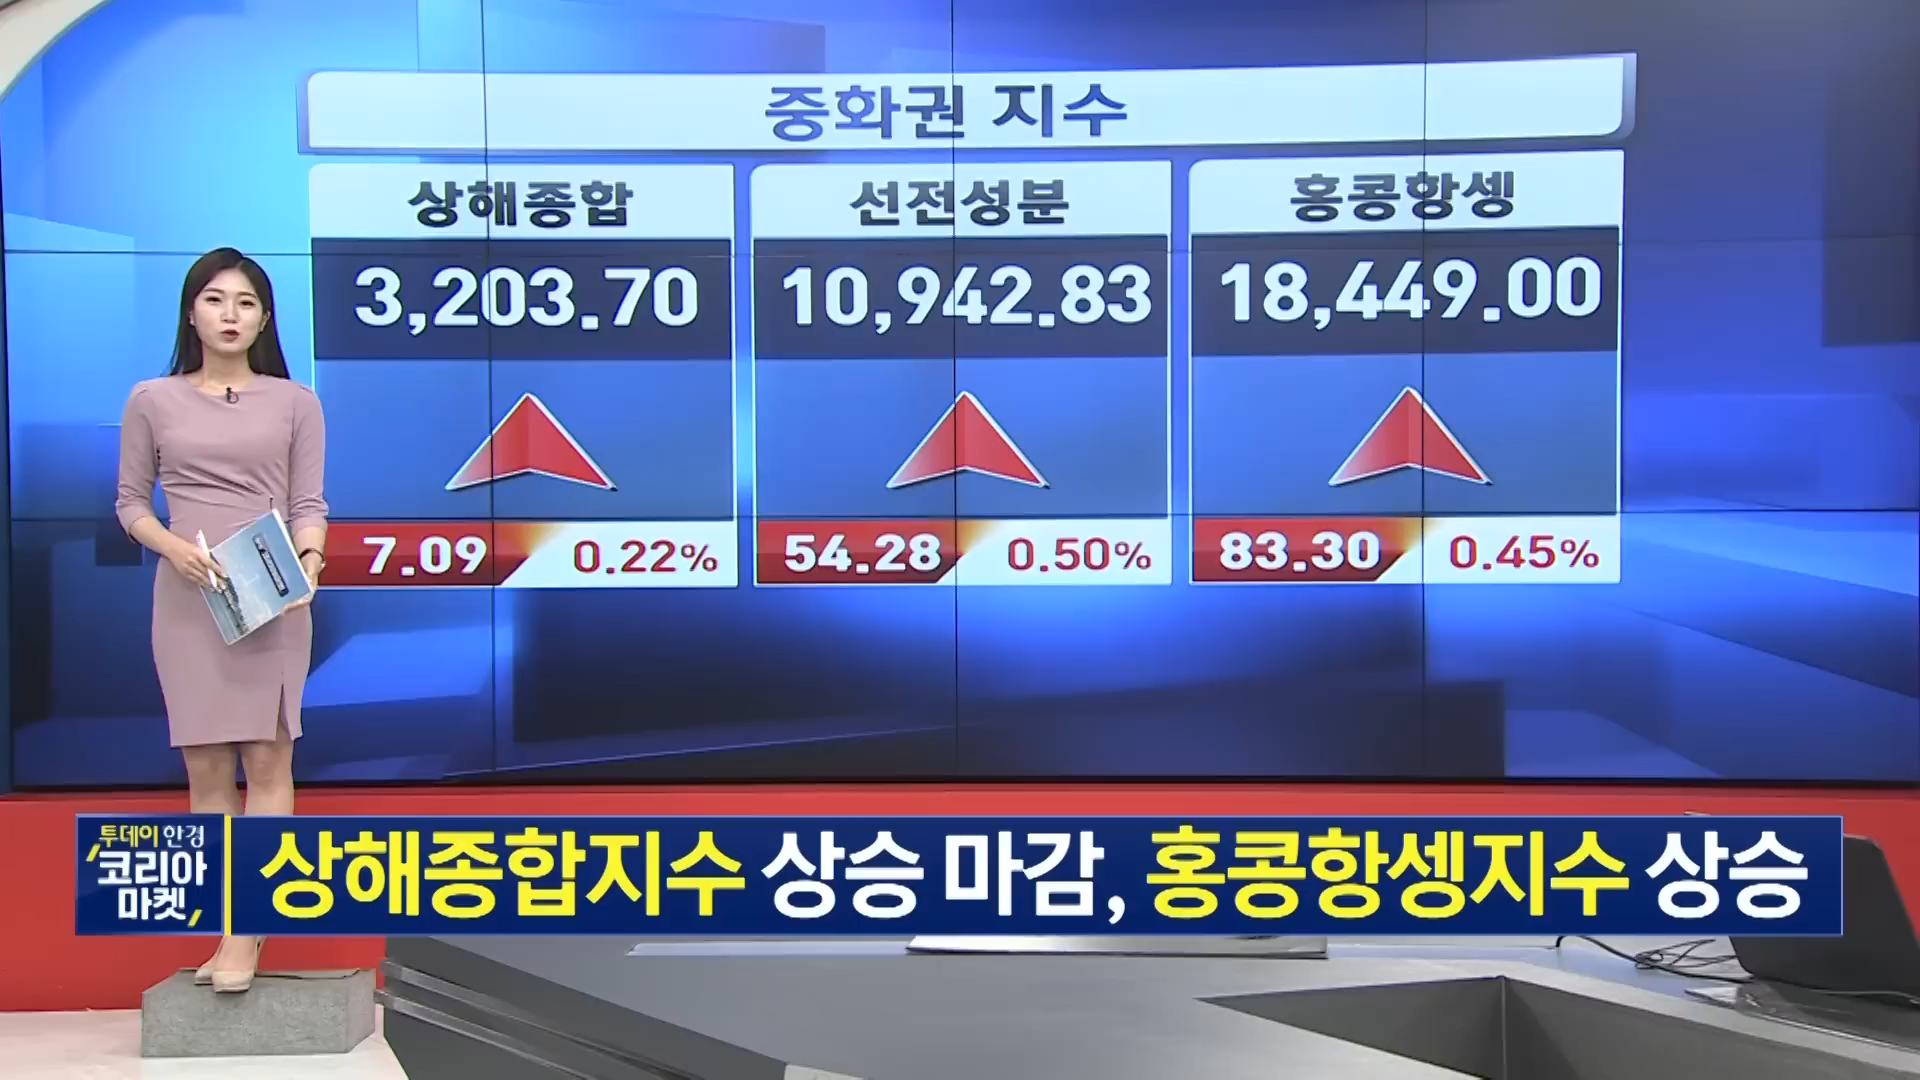 중화권 지수
상해종합
선전성분
홍콩항셍
3,203.70
10,942.83
18,449.00
7.09
0.22%
54.28
0.50%
83.30
0.45%
투데이 한경
코리아
마켓
상해종합지수 상승 마감, 홍콩항셍지수 상승